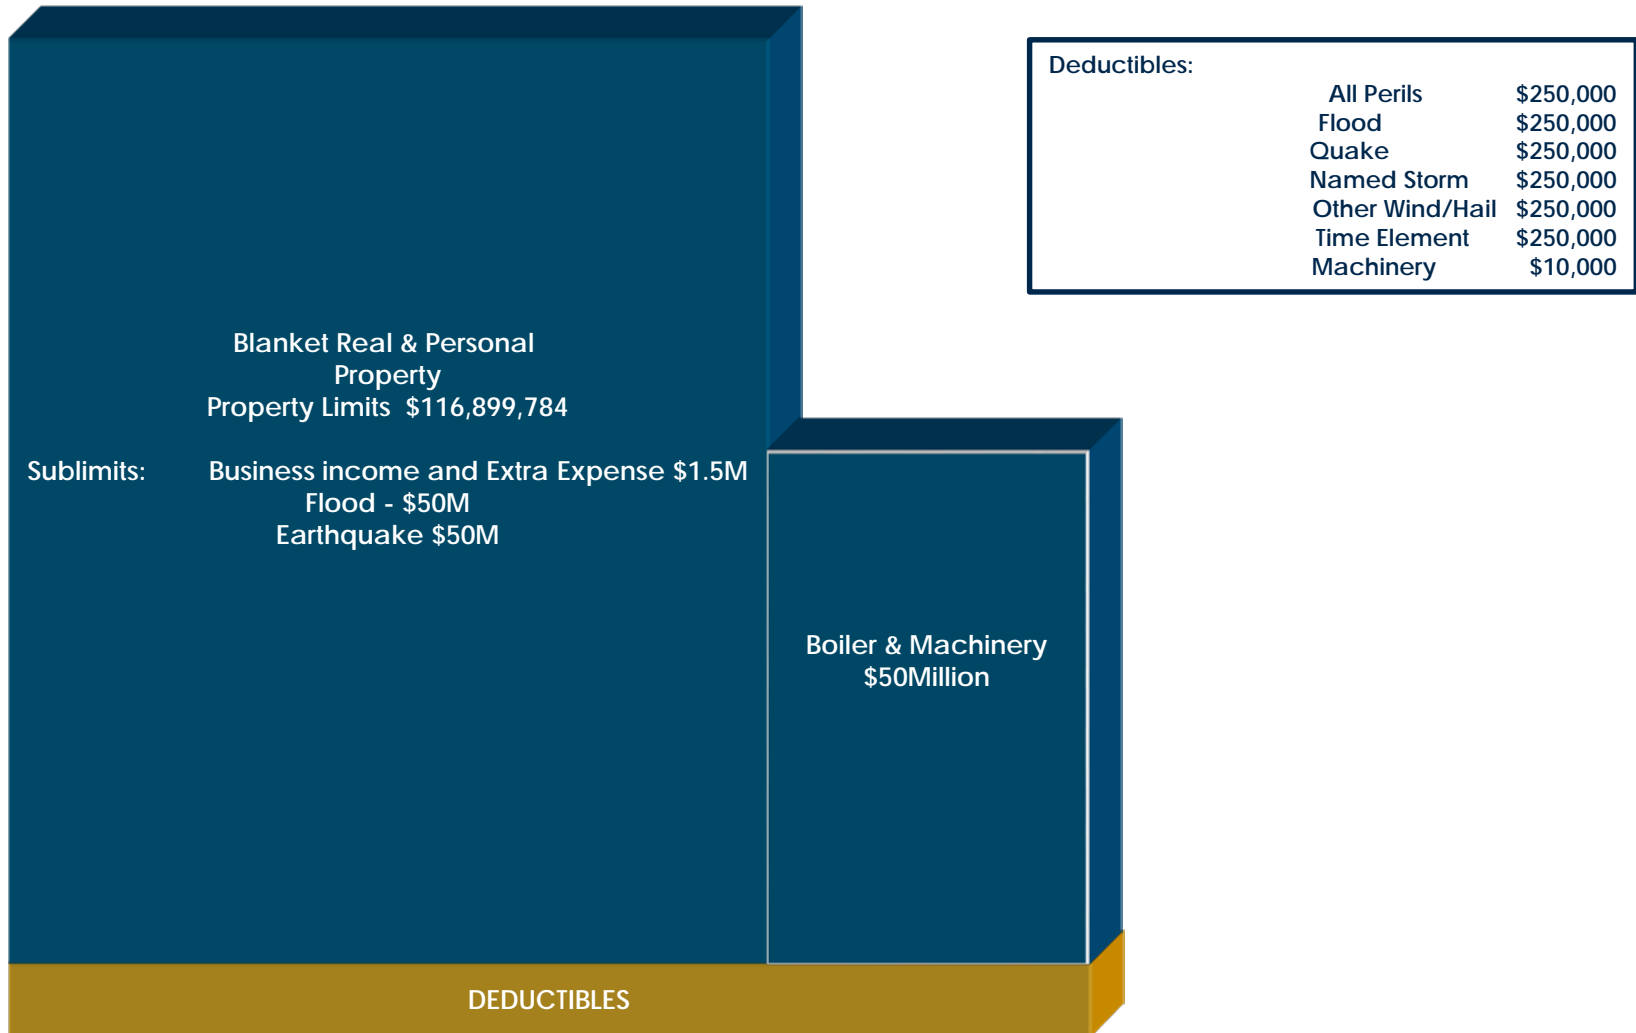 Blanket Real & Personal
Property
Property Limits $116,899,784
Sublimits: Business income and Extra Expense $1.5M
Flood - $50M
Earthquake $50M
Boiler & Machinery
$50Million
DEDUCTIBLES
Deductibles:
All Perils $250,000
Flood $250,000
Quake $250,000
Named Storm $250,000
Other Wind/Hail $250,000
Time Element $250,000
Machinery $10,000